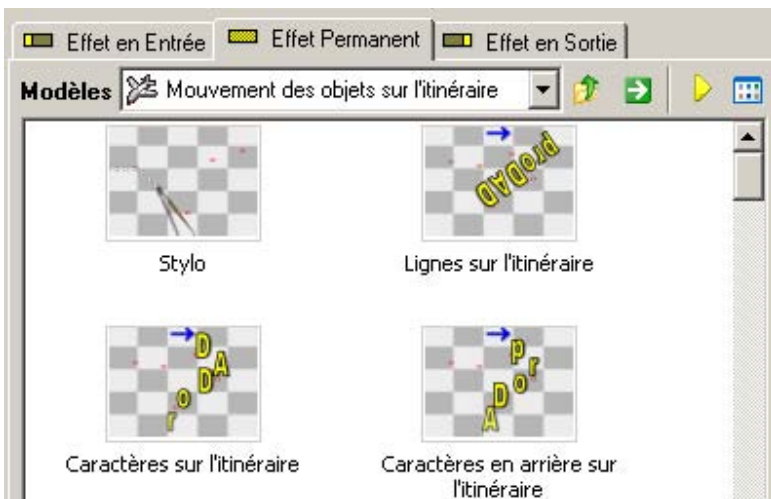 Effet en Entrée
Effet Permanent
Effet en Sortie
Modèles
Mouvement des objets sur l'itinéraire
proDAD
Stylo
Lignes sur l'itinéraire
D
A
D
o
r
p
r
o
D
A
Caractères sur l'itinéraire
Caractères en arrière sur
l'itinéraire